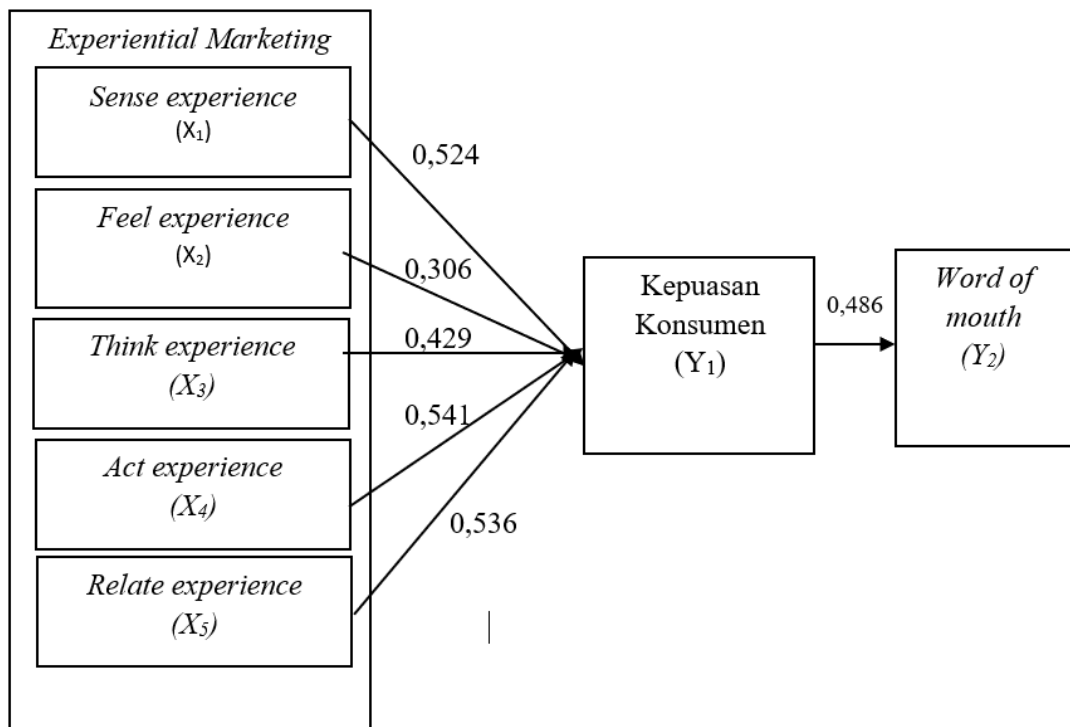 Experiential Marketing
Sense experience
(X₁)
0,524
Feel experience
(X₂)
0,306
Think experience
(X₃)
0,429
Act experience
(X₄)
0,541
Relate experience
(X₅)
0,536
Kepuasan
Konsumen
(Y₁)
0,486
Word of
mouth
(Y₂)